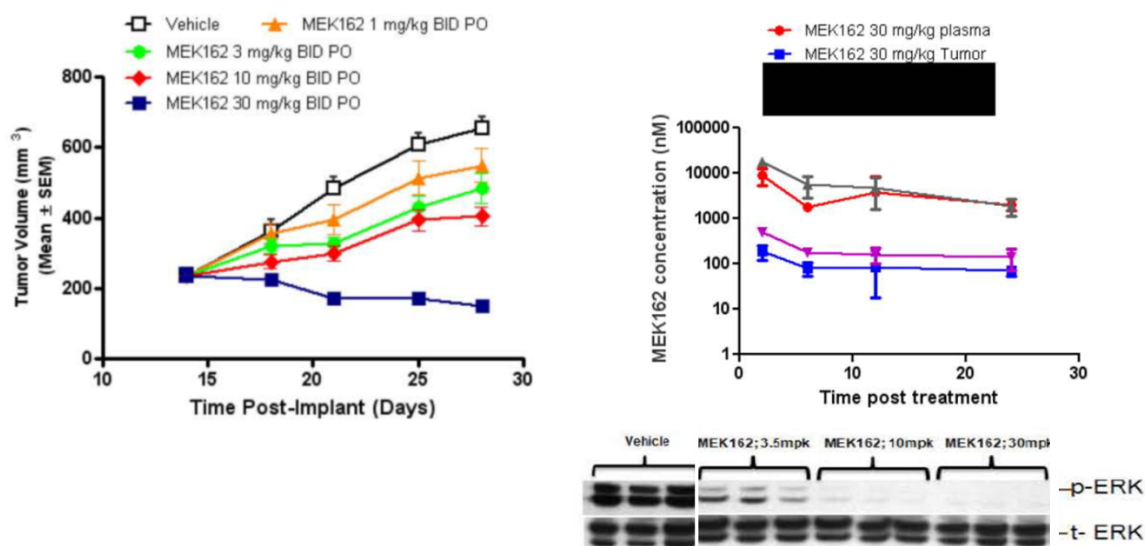 Vehicle
MEK162 1 mg/kg BID PO
MEK162 3 mg/kg BID PO
MEK162 10 mg/kg BID PO
MEK162 30 mg/kg BID PO
Tumor Volume (mm³)
(Mean ± SEM)
800
600
400
200
0
10
15
20
25
30
Time Post-Implant (Days)
MEK162 30 mg/kg plasma
MEK162 30 mg/kg Tumor
MEK162 concentration (nM)
100000
10000
1000
100
10
1
0
10
20
30
Time post treatment
Vehicle
MEK162; 3.5mpk
MEK162; 10mpk
MEK162; 30mpk
p-ERK
t- ERK